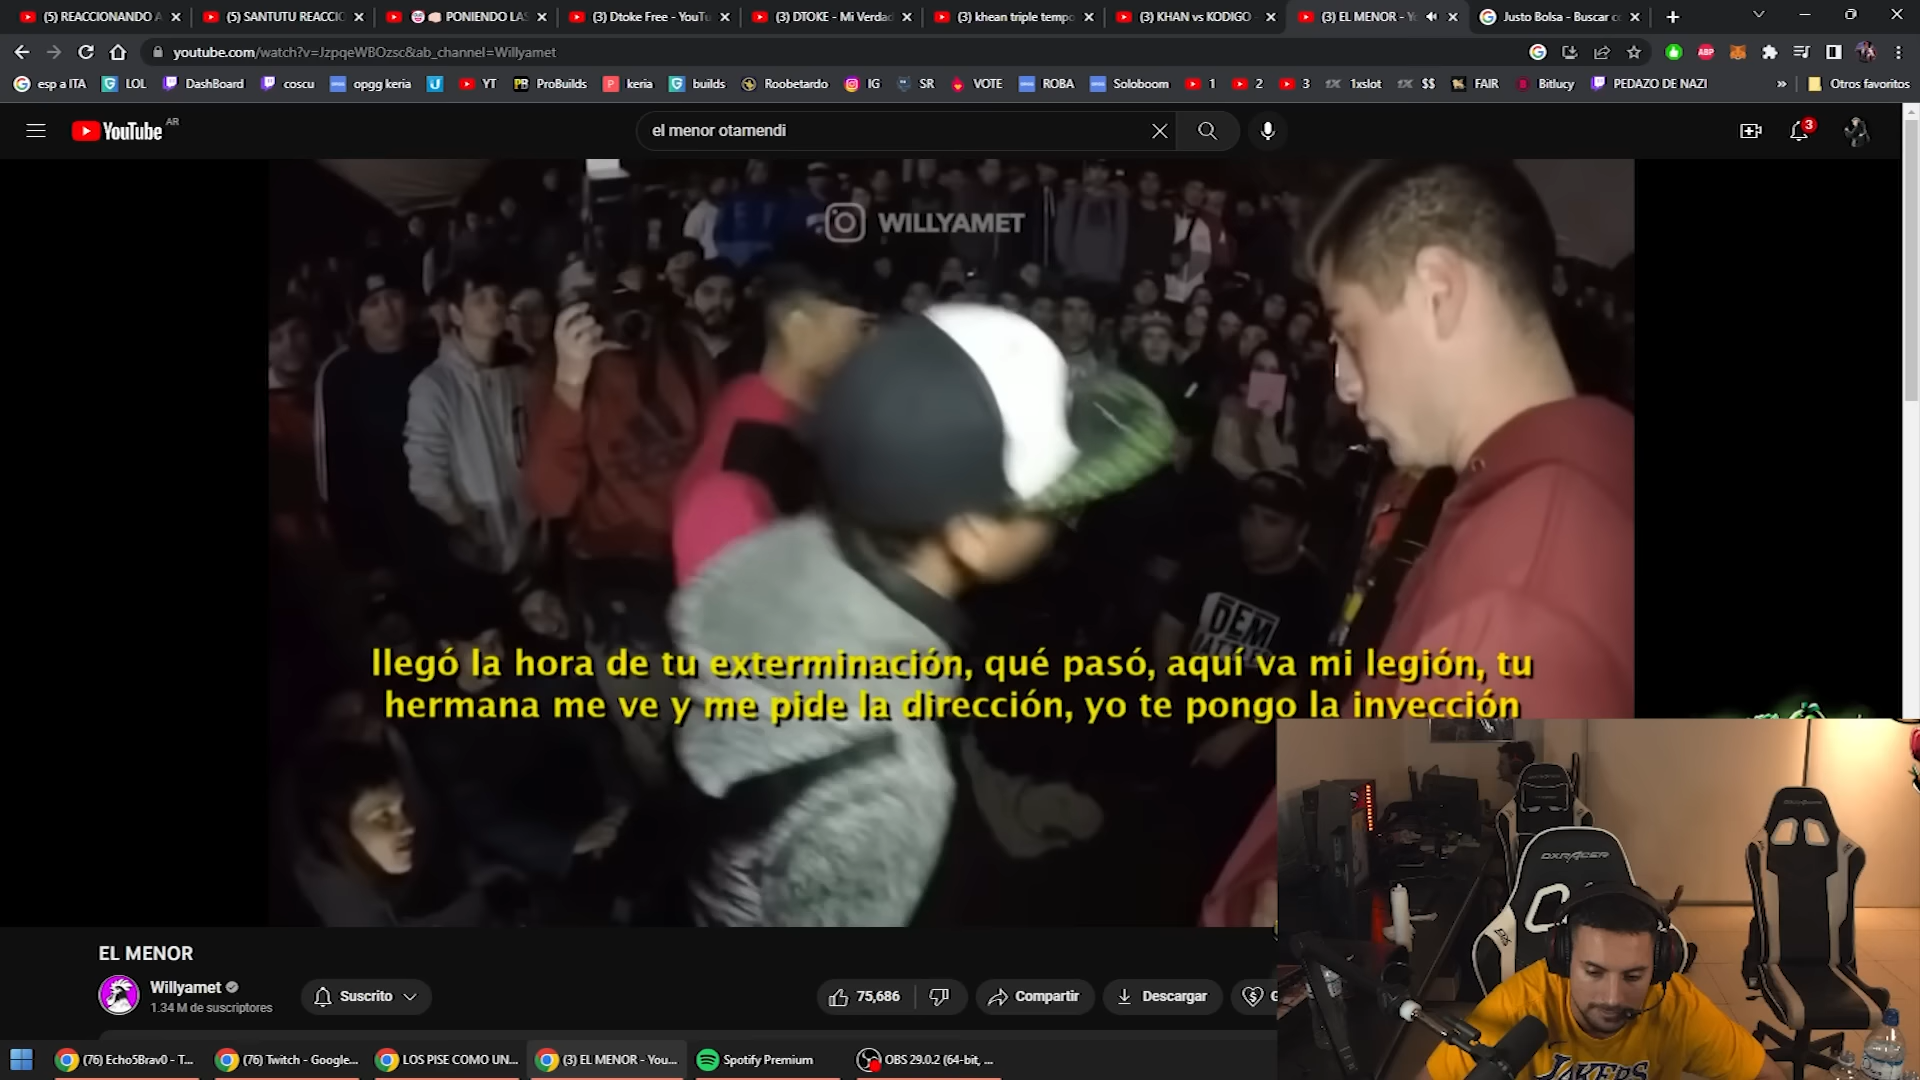 (5) REACCIONANDO A
(5) SANTUTU REACCIO
PONIENDO LAS
(3) Dtoke Free - YouTu
(3) DTOKE - Mi Verdad
(3) khean triple tempo
(3) KHAN vs KODIGO -
(3) EL MENOR - Yo
Justo Bolsa - Buscar c
youtube.com/watch?v=JzpqeWBOzsc&ab_channel=Willyamet
esp a ITA
LOL
DashBoard
coscu
opgg keria
YT
ProBuilds
keria
builds
Roobetardo
IG
SR
VOTE
ROBA
Soloboom
1
2
3
1xslot
$$
FAIR
Bitlucy
PEDAZO DE NAZI
»
Otros favoritos
YouTube AR
el menor otamendi
3
WILLYAMET
DEM
llegó la hora de tu exterminación, qué pasó, aquí va mi legión, tu
hermana me ve y me pide la dirección, yo te pongo la inyección
EL MENOR
Willyamet
1.34 M de suscriptores
Suscrito
75,686
Compartir
Descargar
G
DXRACER
LAKERS
(76) Echo5Brav0 - T...
(76) Twitch - Google...
LOS PISE COMO UN...
(3) EL MENOR - You...
Spotify Premium
OBS 29.0.2 (64-bit, ...